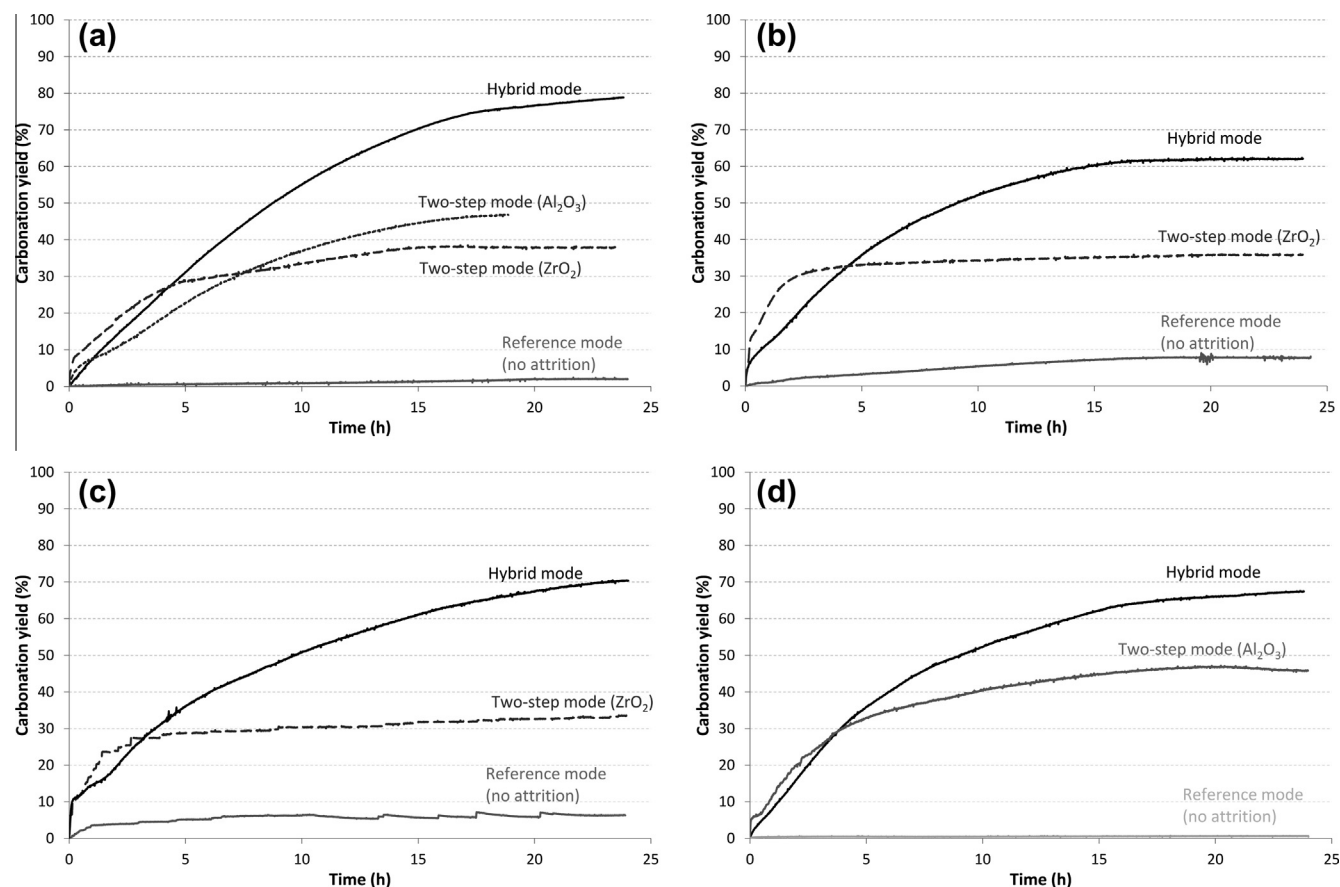 (a)
Carbonation yield (%)
100
90
80
70
60
50
40
30
20
10
0
Hybrid mode
Two-step mode (Al₂O₃)
Two-step mode (ZrO₂)
Reference mode
(no attrition)
0 5 10 15 20 25
Time (h)
(b)
Carbonation yield (%)
100
90
80
70
60
50
40
30
20
10
0
Hybrid mode
Two-step mode (ZrO₂)
Reference mode
(no attrition)
0 5 10 15 20 25
Time (h)
(c)
Carbonation yield (%)
100
90
80
70
60
50
40
30
20
10
0
Hybrid mode
Two-step mode (ZrO₂)
Reference mode
(no attrition)
0 5 10 15 20 25
Time (h)
(d)
Carbonation yield (%)
100
90
80
70
60
50
40
30
20
10
0
Hybrid mode
Two-step mode (Al₂O₃)
Reference mode
(no attrition)
0 5 10 15 20 25
Time (h)